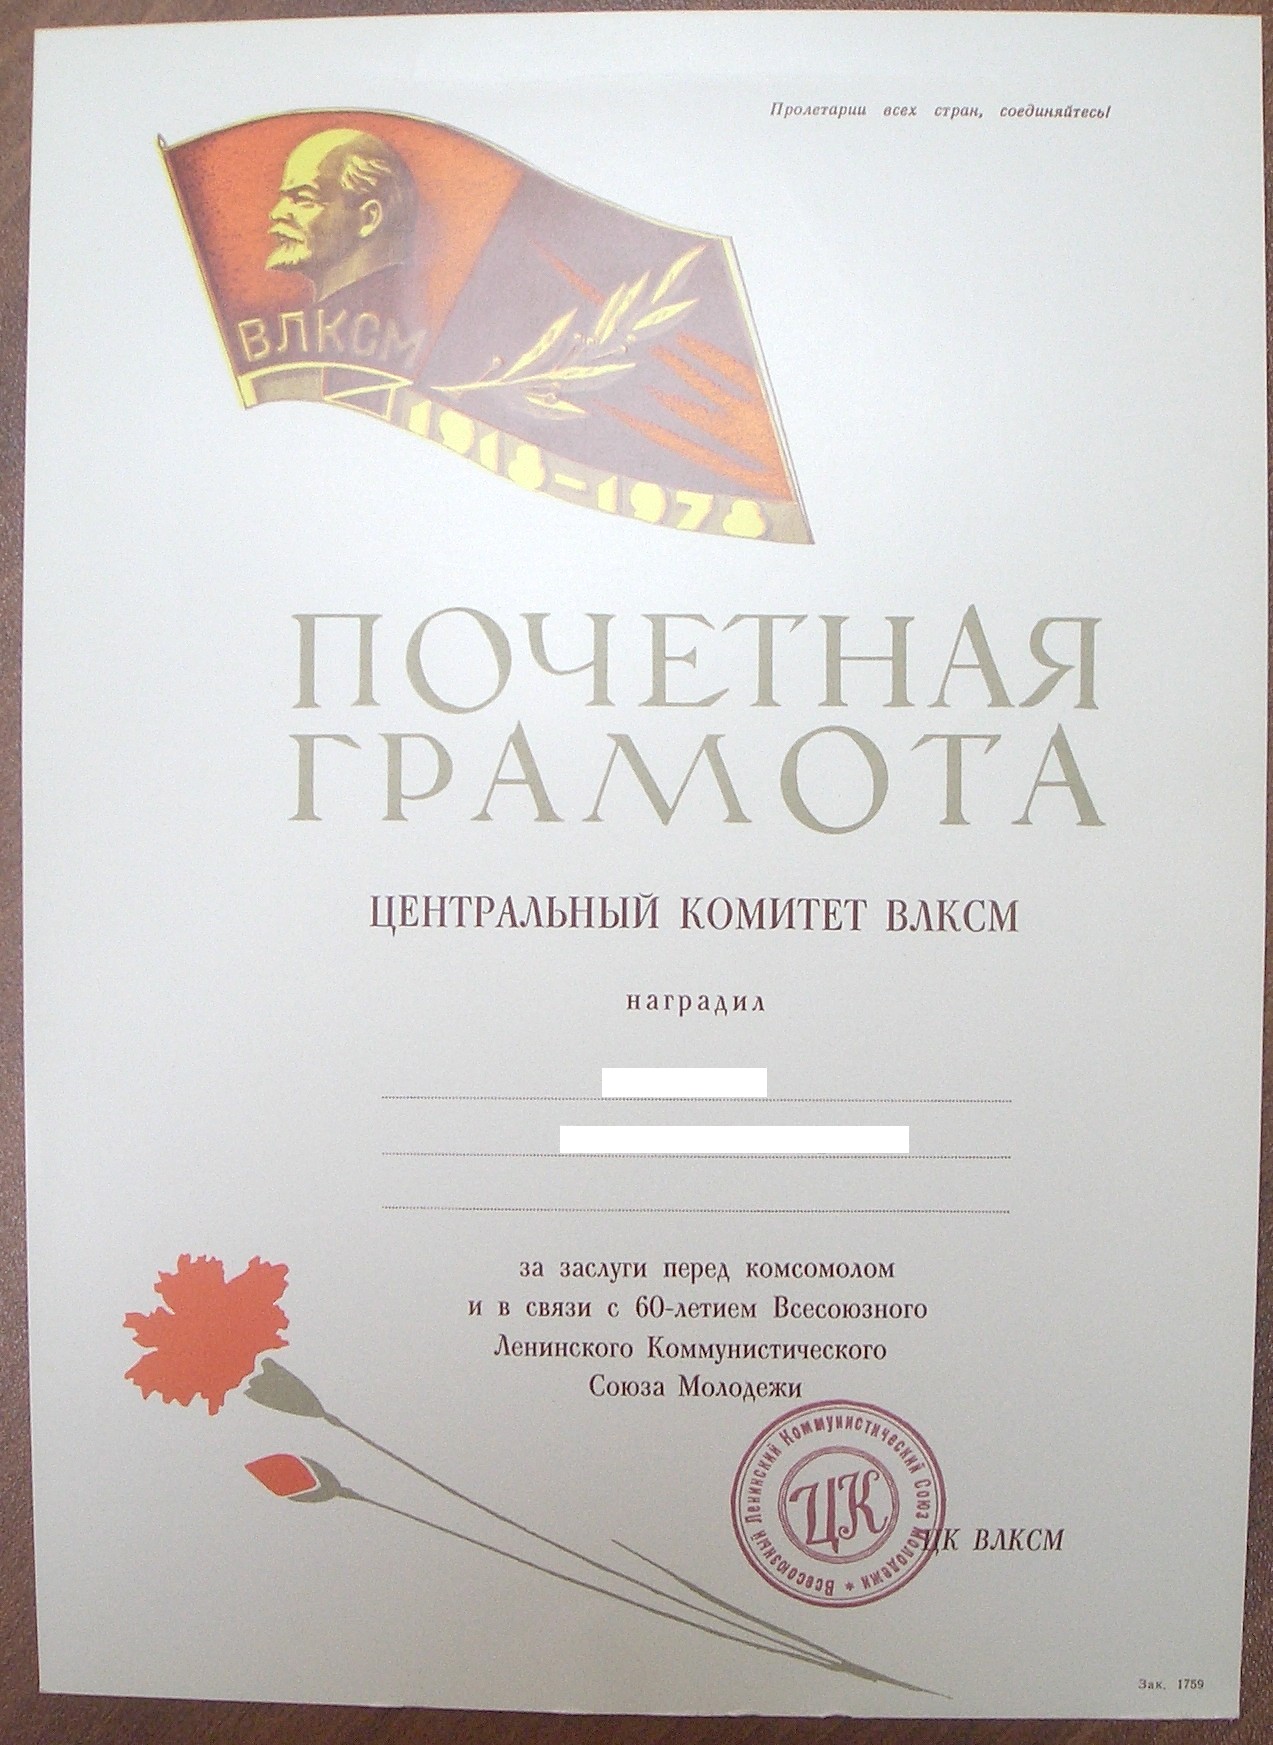 Пролетарии всех стран, соединяйтесь!
ВЛКСМ
1918-1978
ПОЧЕТНАЯ
ГРАМОТА
ЦЕНТРАЛЬНЫЙ КОМИТЕТ ВЛКСМ
наградил
за заслуги перед комсомолом
и в связи с 60-летием Всесоюзного
Ленинского Коммунистического
Союза Молодежи
Всесоюзный Ленинский Коммунистический Союз Молодежи *
ЦК
ЦК ВЛКСМ
Зак. 1759